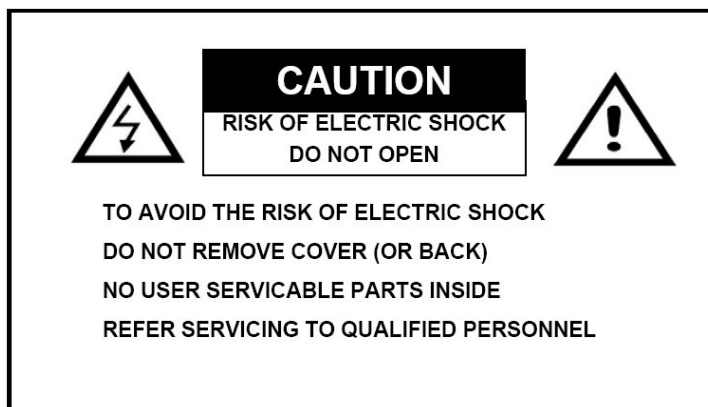 CAUTION
RISK OF ELECTRIC SHOCK
DO NOT OPEN
TO AVOID THE RISK OF ELECTRIC SHOCK
DO NOT REMOVE COVER (OR BACK)
NO USER SERVICABLE PARTS INSIDE
REFER SERVICING TO QUALIFIED PERSONNEL